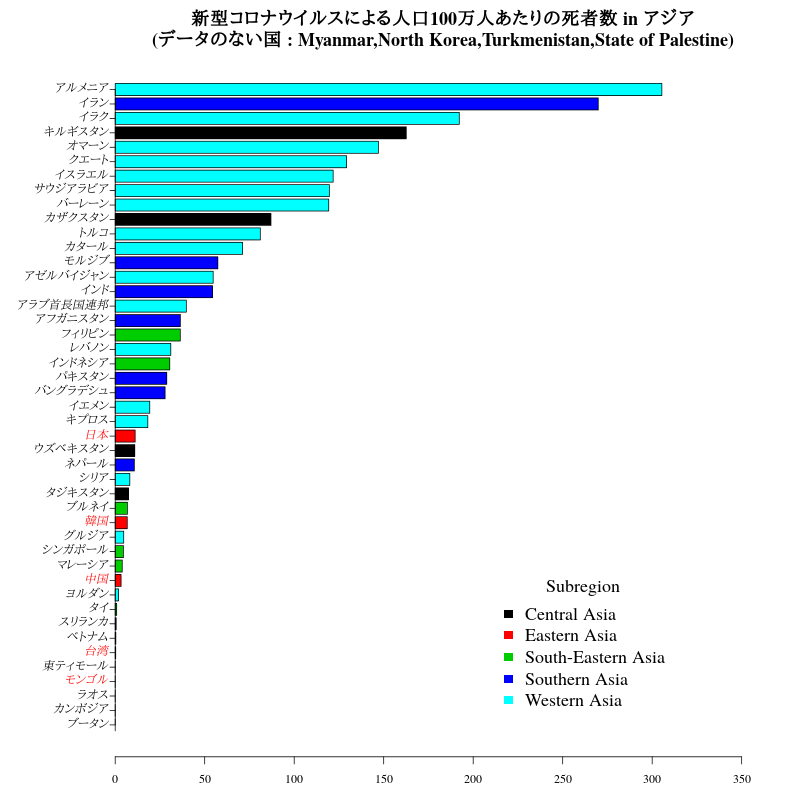 新型コロナウイルスによる人口100万人あたりの死者数 in アジア
(データのない国 : Myanmar,North Korea,Turkmenistan,State of Palestine)
アルメニア
イラン
イラク
キルギスタン
オマーン
クエート
イスラエル
サウジアラビア
バーレーン
カザクスタン
トルコ
カタール
モルジブ
アゼルバイジャン
インド
アラブ首長国連邦
アフガニスタン
フィリピン
レバノン
インドネシア
パキスタン
バングラデシュ
イエメン
キプロス
日本
ウズベキスタン
ネパール
シリア
タジキスタン
ブルネイ
韓国
グルジア
シンガポール
マレーシア
中国
ヨルダン
タイ
スリランカ
ベトナム
台湾
東ティモール
モンゴル
ラオス
カンボジア
ブータン
Subregion
Central Asia
Eastern Asia
South-Eastern Asia
Southern Asia
Western Asia
0 50 100 150 200 250 300 350